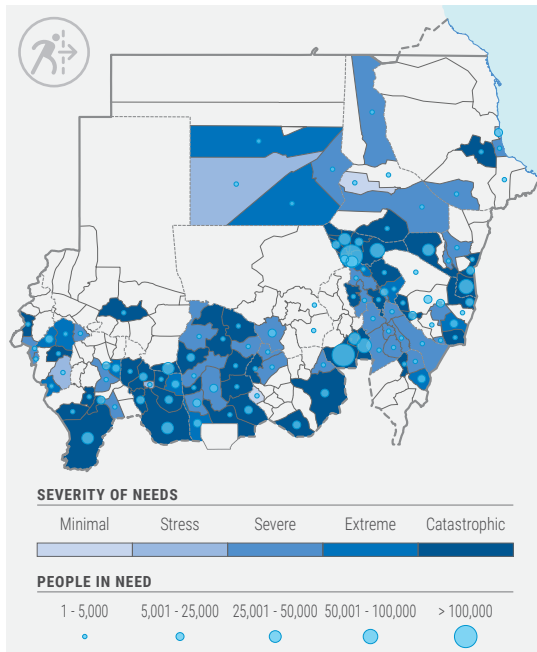 SEVERITY OF NEEDS
Minimal Stress Severe Extreme Catastrophic
PEOPLE IN NEED
1 - 5,000 5,001 - 25,000 25,001 - 50,000 50,001 - 100,000 > 100,000